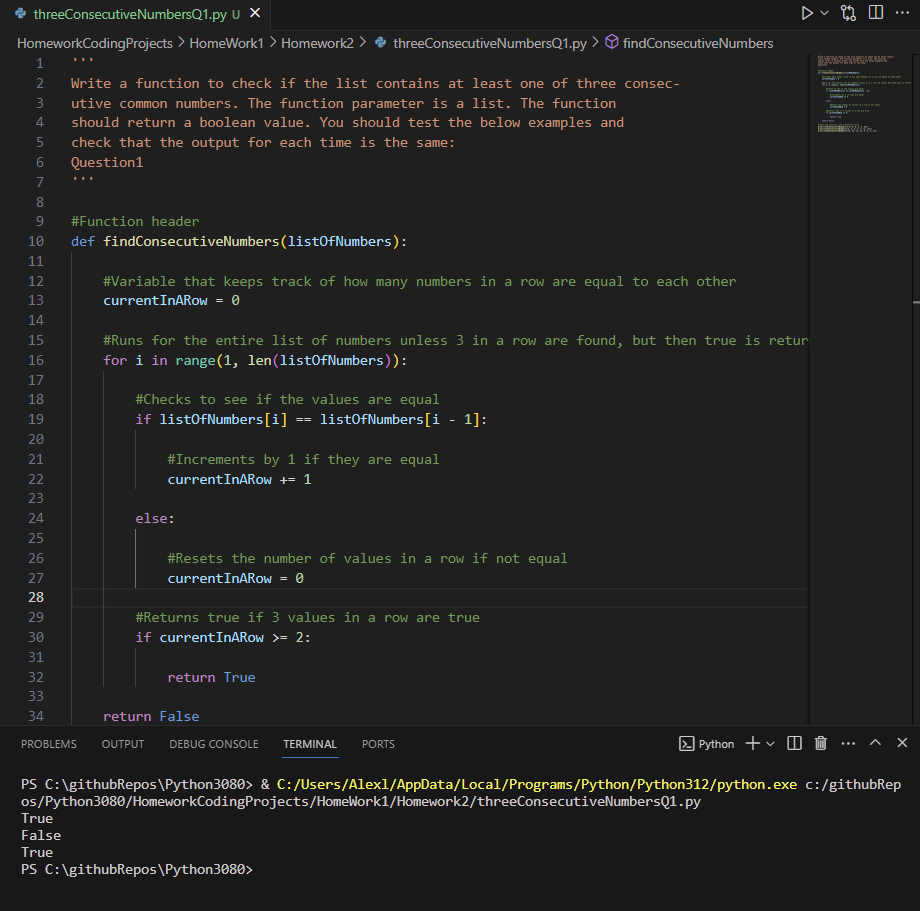 threeConsecutiveNumbersQ1.py U
HomeworkCodingProjects > HomeWork1 > Homework2 > threeConsecutiveNumbersQ1.py > findConsecutiveNumbers
1 '''
2 Write a function to check if the list contains at least one of three consec-
3 utive common numbers. The function parameter is a list. The function
4 should return a boolean value. You should test the below examples and
5 check that the output for each time is the same:
6 Question1
7 '''
8
9 #Function header
10 def findConsecutiveNumbers(listOfNumbers):
11
12 #Variable that keeps track of how many numbers in a row are equal to each other
13 currentInARow = 0
14
15 #Runs for the entire list of numbers unless 3 in a row are found, but then true is retur
16 for i in range(1, len(listOfNumbers)):
17
18 #Checks to see if the values are equal
19 if listOfNumbers[i] == listOfNumbers[i - 1]:
20
21 #Increments by 1 if they are equal
22 currentInARow += 1
23
24 else:
25
26 #Resets the number of values in a row if not equal
27 currentInARow = 0
28
29 #Returns true if 3 values in a row are true
30 if currentInARow >= 2:
31
32 return True
33
34 return False
PROBLEMS OUTPUT DEBUG CONSOLE TERMINAL PORTS Python
PS C:\githubRepos\Python3080> & C:/Users/Alexl/AppData/Local/Programs/Python/Python312/python.exe c:/githubRep
os/Python3080/HomeworkCodingProjects/HomeWork1/Homework2/threeConsecutiveNumbersQ1.py
True
False
True
PS C:\githubRepos\Python3080>